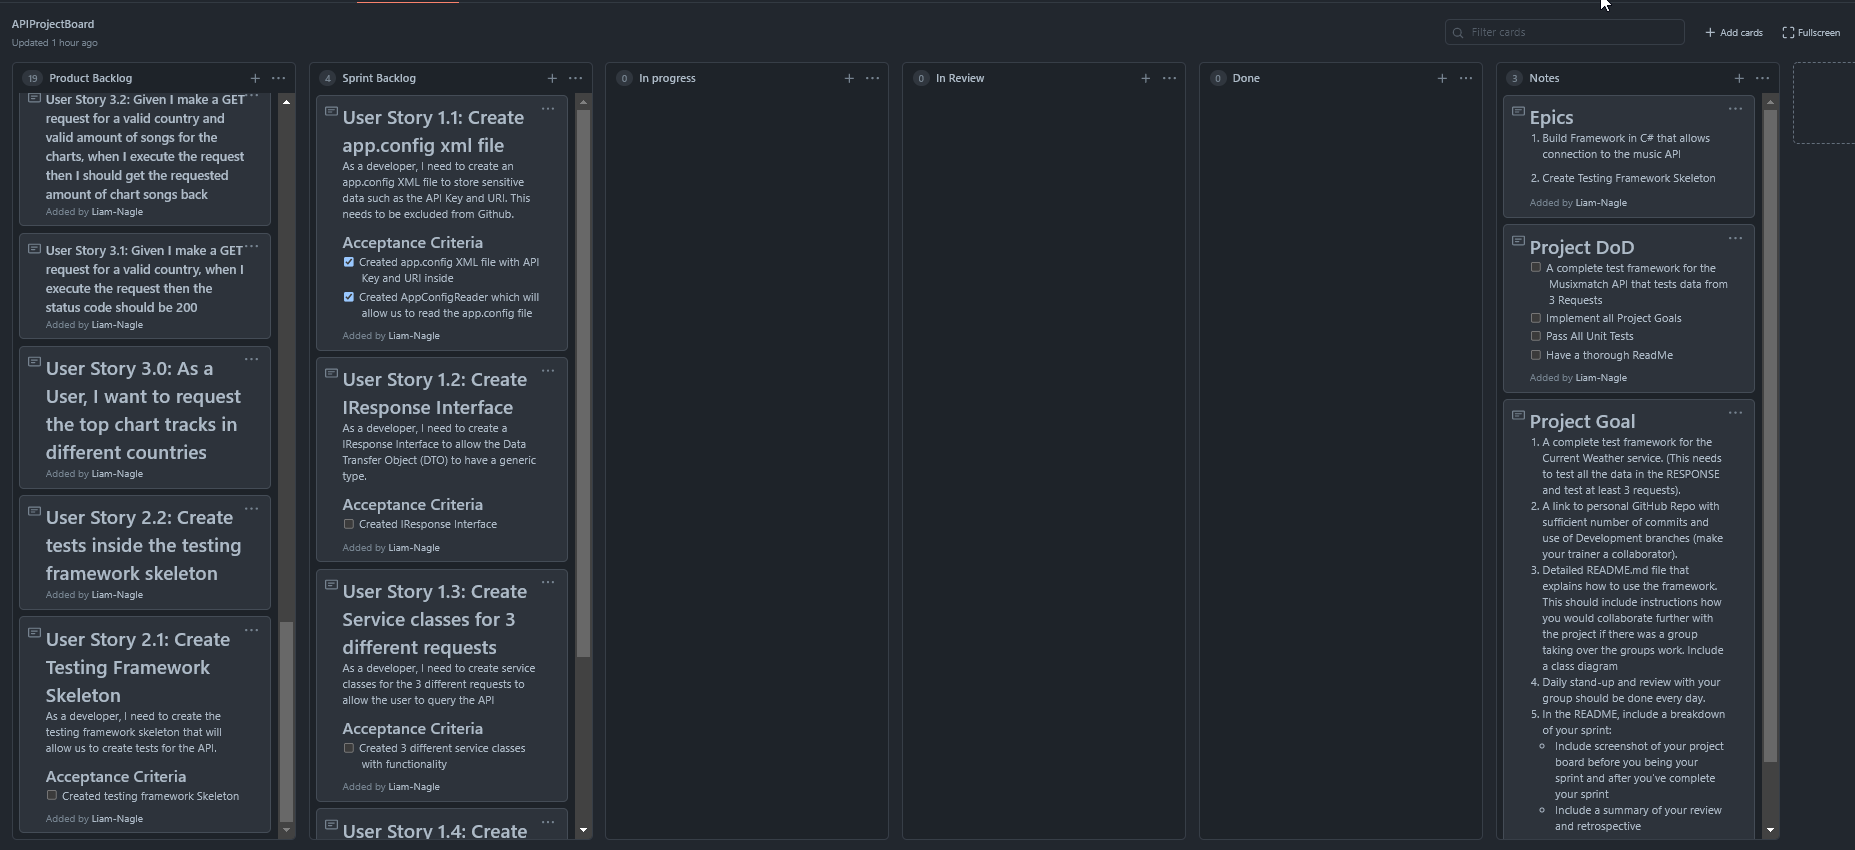 APIProjectBoard
Updated 1 hour ago
Filter cards
Add cards
Fullscreen
19 Product Backlog
User Story 3.2: Given I make a GET
request for a valid country and
valid amount of songs for the
charts, when I execute the request
then I should get the requested
amount of chart songs back
Added by Liam-Nagle
User Story 3.1: Given I make a GET
request for a valid country, when I
execute the request then the
status code should be 200
Added by Liam-Nagle
User Story 3.0: As a
User, I want to request
the top chart tracks in
different countries
Added by Liam-Nagle
User Story 2.2: Create
tests inside the testing
framework skeleton
Added by Liam-Nagle
User Story 2.1: Create
Testing Framework
Skeleton
As a developer, I need to create the
testing framework skeleton that will
allow us to create tests for the API.
Acceptance Criteria
Created testing framework Skeleton
Added by Liam-Nagle
4 Sprint Backlog
User Story 1.1: Create
app.config xml file
As a developer, I need to create an
app.config XML file to store sensitive
data such as the API Key and URI. This
needs to be excluded from Github.
Acceptance Criteria
Created app.config XML file with API
Key and URI inside
Created AppConfigReader which will
allow us to read the app.config file
Added by Liam-Nagle
User Story 1.2: Create
IResponse Interface
As a developer, I need to create a
IResponse Interface to allow the Data
Transfer Object (DTO) to have a generic
type.
Acceptance Criteria
Created IResponse Interface
Added by Liam-Nagle
User Story 1.3: Create
Service classes for 3
different requests
As a developer, I need to create service
classes for the 3 different requests to
allow the user to query the API
Acceptance Criteria
Created 3 different service classes
with functionality
Added by Liam-Nagle
User Story 1.4: Create
0 In progress
0 In Review
0 Done
3 Notes
Epics
1. Build Framework in C# that allows
connection to the music API
2. Create Testing Framework Skeleton
Added by Liam-Nagle
Project DoD
A complete test framework for the
Musixmatch API that tests data from
3 Requests
Implement all Project Goals
Pass All Unit Tests
Have a thorough ReadMe
Added by Liam-Nagle
Project Goal
1. A complete test framework for the
Current Weather service. (This needs
to test all the data in the RESPONSE
and test at least 3 requests).
2. A link to personal GitHub Repo with
sufficient number of commits and
use of Development branches (make
your trainer a collaborator).
3. Detailed README.md file that
explains how to use the framework.
This should include instructions how
you would collaborate further with
the project if there was a group
taking over the groups work. Include
a class diagram
4. Daily stand-up and review with your
group should be done every day.
5. In the README, include a breakdown
of your sprint:
Include screenshot of your project
board before you being your
sprint and after you've complete
your sprint
Include a summary of your review
and retrospective